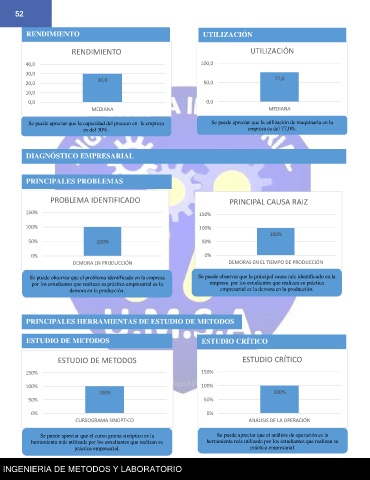 52
RENDIMIENTO
UTILIZACIÓN
RENDIMIENTO
40,0
30,0
20,0
10,0
0,0
30,0
MEDIANA
UTILIZACIÓN
100,0
50,0
0,0
77,0
MEDIANA
Se puede apreciar que la capacidad del proceso en la empresa
es del 30%.
Se puede apreciar que la utilización de maquinaria en la
empresa es del 77,0%.
DIAGNÓSTICO EMPRESARIAL
PRINCIPALES PROBLEMAS
PROBLEMA IDENTIFICADO
150%
100%
50%
0%
100%
DEMORA EN PRODUCCIÓN
PRINCIPAL CAUSA RAIZ
150%
100%
50%
0%
100%
DEMORAS EN EL TIEMPO DE PRODUCCIÓN
Se puede observar que el problema identificado en la empresa
por los estudiantes que realizan su práctica empresarial es la
demora en la producción.
Se puede observar que la principal causa raíz identificado en la
empresa por los estudiantes que realizan su práctica
empresarial es la demora en la producción.
PRINCIPALES HERRAMIENTAS DE ESTUDIO DE METODOS
U.M.S.A.
ESTUDIO DE METODOS
ESTUDIO CRÍTICO
ESTUDIO DE METODOS
150%
100%
50%
0%
100%
CURSOGRAMA SINOPTICO
ESTUDIO CRÍTICO
150%
100%
50%
0%
100%
ANÁLISIS DE LA OPERACIÓN
Se puede apreciar que el curso grama sinóptico es la
herramienta más utilizada por los estudiantes que realizan su
práctica empresarial.
Se puede apreciar que el análisis de operación es la
herramienta más utilizada por los estudiantes que realizan su
práctica empresarial.
INGENIERIA DE METODOS Y LABORATORIO